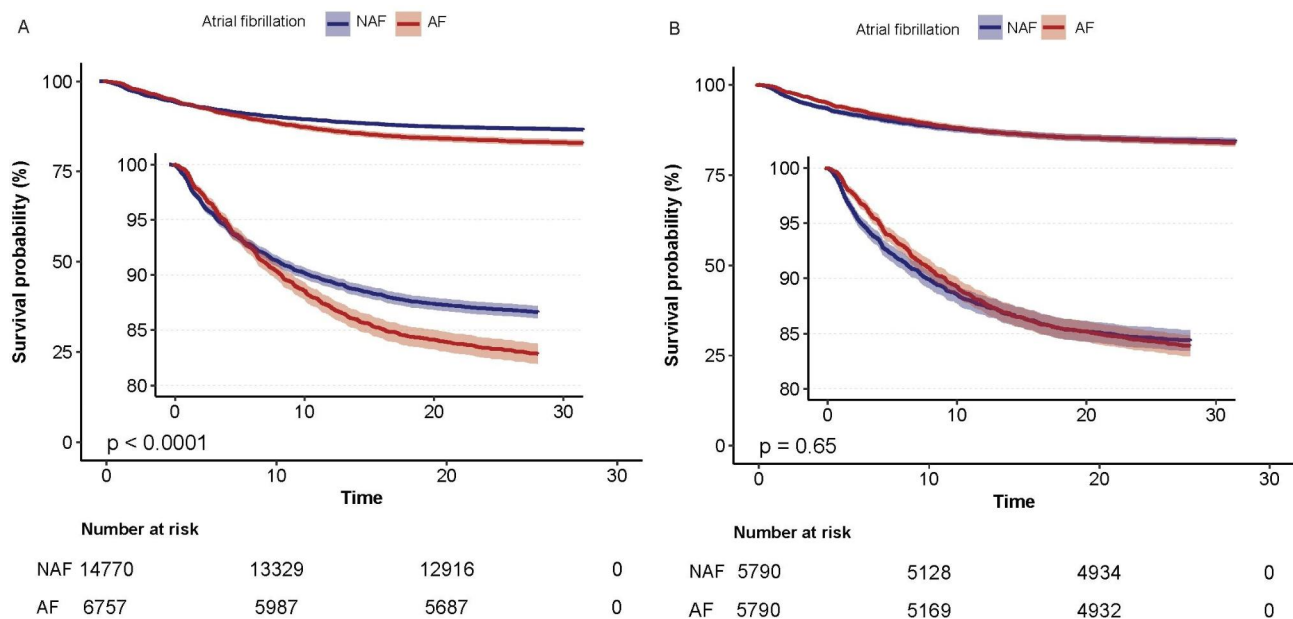 A
Atrial fibrillation NAF AF
Survival probability (%)
100
75
50
25
0
100
95
90
85
80
0 10 20 30
p < 0.0001
0 10 20 30
Time
Number at risk
NAF 14770 13329 12916 0
AF 6757 5987 5687 0
B
Atrial fibrillation NAF AF
Survival probability (%)
100
75
50
25
0
100
95
90
85
80
0 10 20 30
p = 0.65
0 10 20 30
Time
Number at risk
NAF 5790 5128 4934 0
AF 5790 5169 4932 0